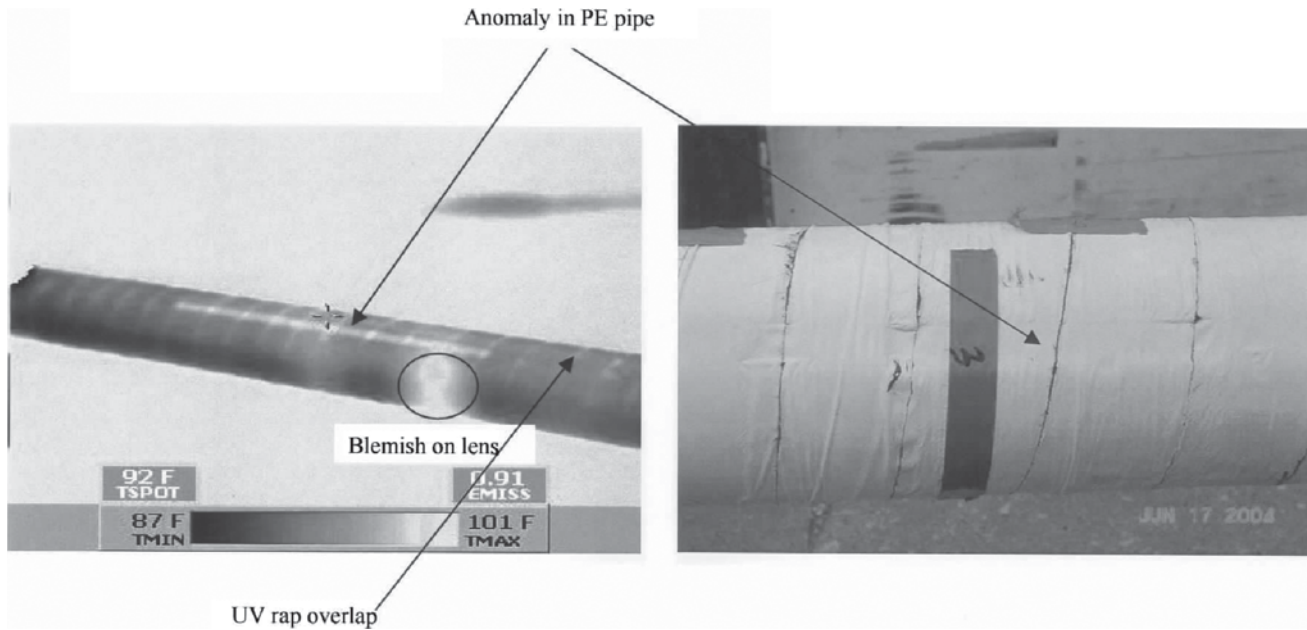 Anomaly in PE pipe
Blemish on lens
92 F
TSPOT
0.91
EMISS
87 F
TMIN
101 F
TMAX
UV rap overlap
3
JUN 17 2004